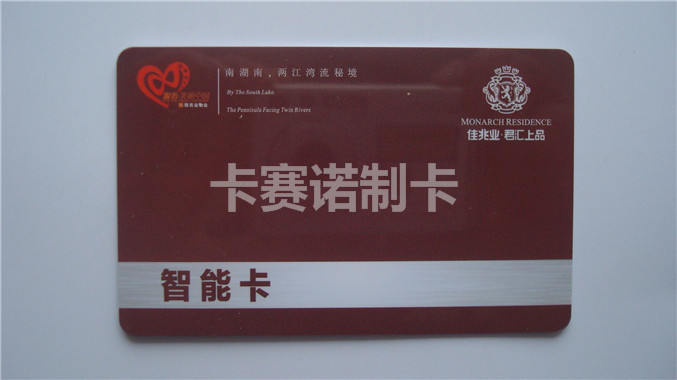 南湖南，两江湾流秘境
By The South Lake
The Peninsula Facing Twin Rivers
MONARCH RESIDENCE
佳兆业·君汇上品
卡赛诺制卡
智能卡